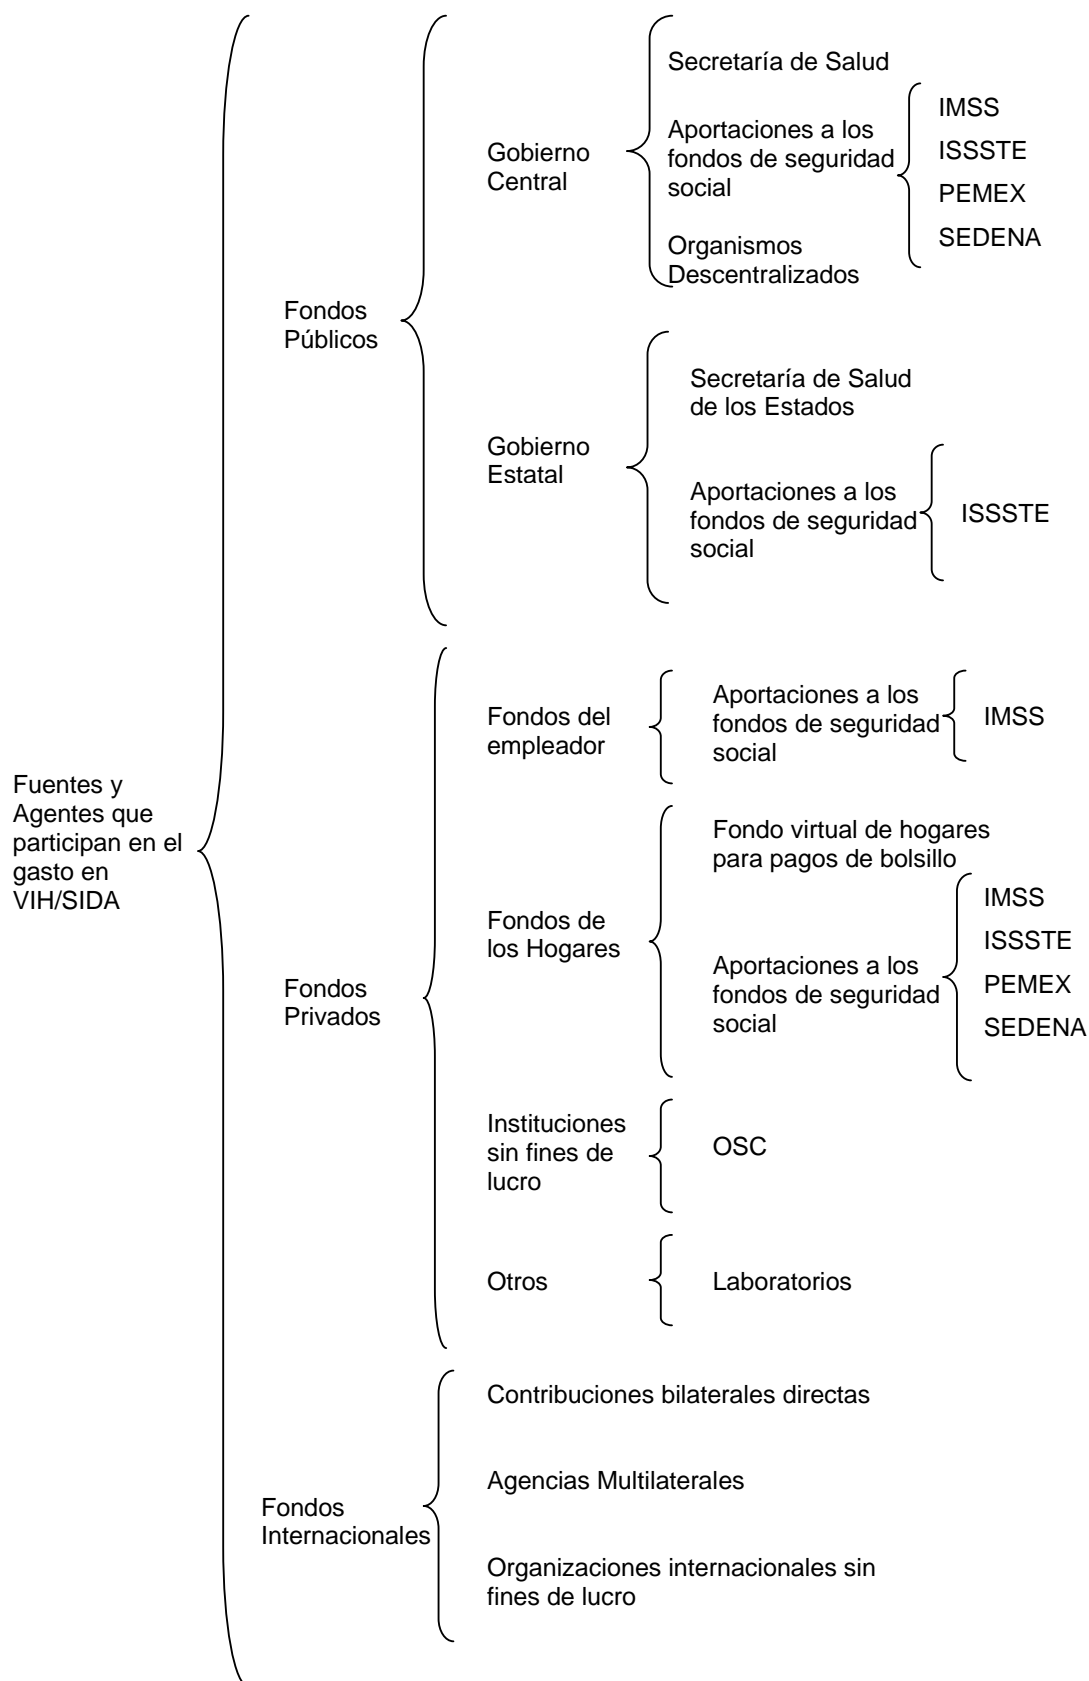 Fuentes y
Agentes que
participan en el
gasto en
VIH/SIDA
Fondos
Públicos
Gobierno
Central
Secretaría de Salud
Aportaciones a los
fondos de seguridad
social
IMSS
ISSSTE
PEMEX
SEDENA
Organismos
Descentralizados
Gobierno
Estatal
Secretaría de Salud
de los Estados
Aportaciones a los
fondos de seguridad
social
ISSSTE
Fondos
Privados
Fondos del
empleador
Aportaciones a los
fondos de seguridad
social
IMSS
Fondos de
los Hogares
Fondo virtual de hogares
para pagos de bolsillo
Aportaciones a los
fondos de seguridad
social
IMSS
ISSSTE
PEMEX
SEDENA
Instituciones
sin fines de
lucro
OSC
Otros
Laboratorios
Fondos
Internacionales
Contribuciones bilaterales directas
Agencias Multilaterales
Organizaciones internacionales sin
fines de lucro